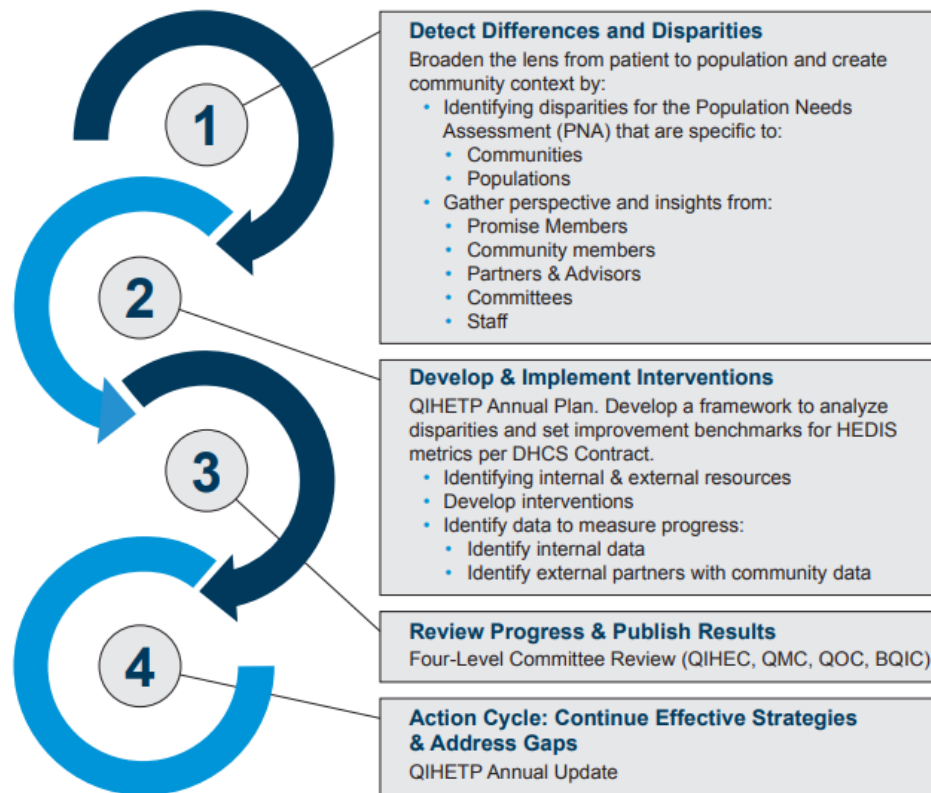 1
Detect Differences and Disparities
Broaden the lens from patient to population and create
community context by:
• Identifying disparities for the Population Needs
Assessment (PNA) that are specific to:
• Communities
• Populations
• Gather perspective and insights from:
• Promise Members
• Community members
• Partners & Advisors
• Committees
• Staff
2
Develop & Implement Interventions
QIHETP Annual Plan. Develop a framework to analyze
disparities and set improvement benchmarks for HEDIS
metrics per DHCS Contract.
• Identifying internal & external resources
• Develop interventions
• Identify data to measure progress:
• Identify internal data
• Identify external partners with community data
3
Review Progress & Publish Results
Four-Level Committee Review (QIHEC, QMC, QOC, BQIC)
4
Action Cycle: Continue Effective Strategies
& Address Gaps
QIHETP Annual Update